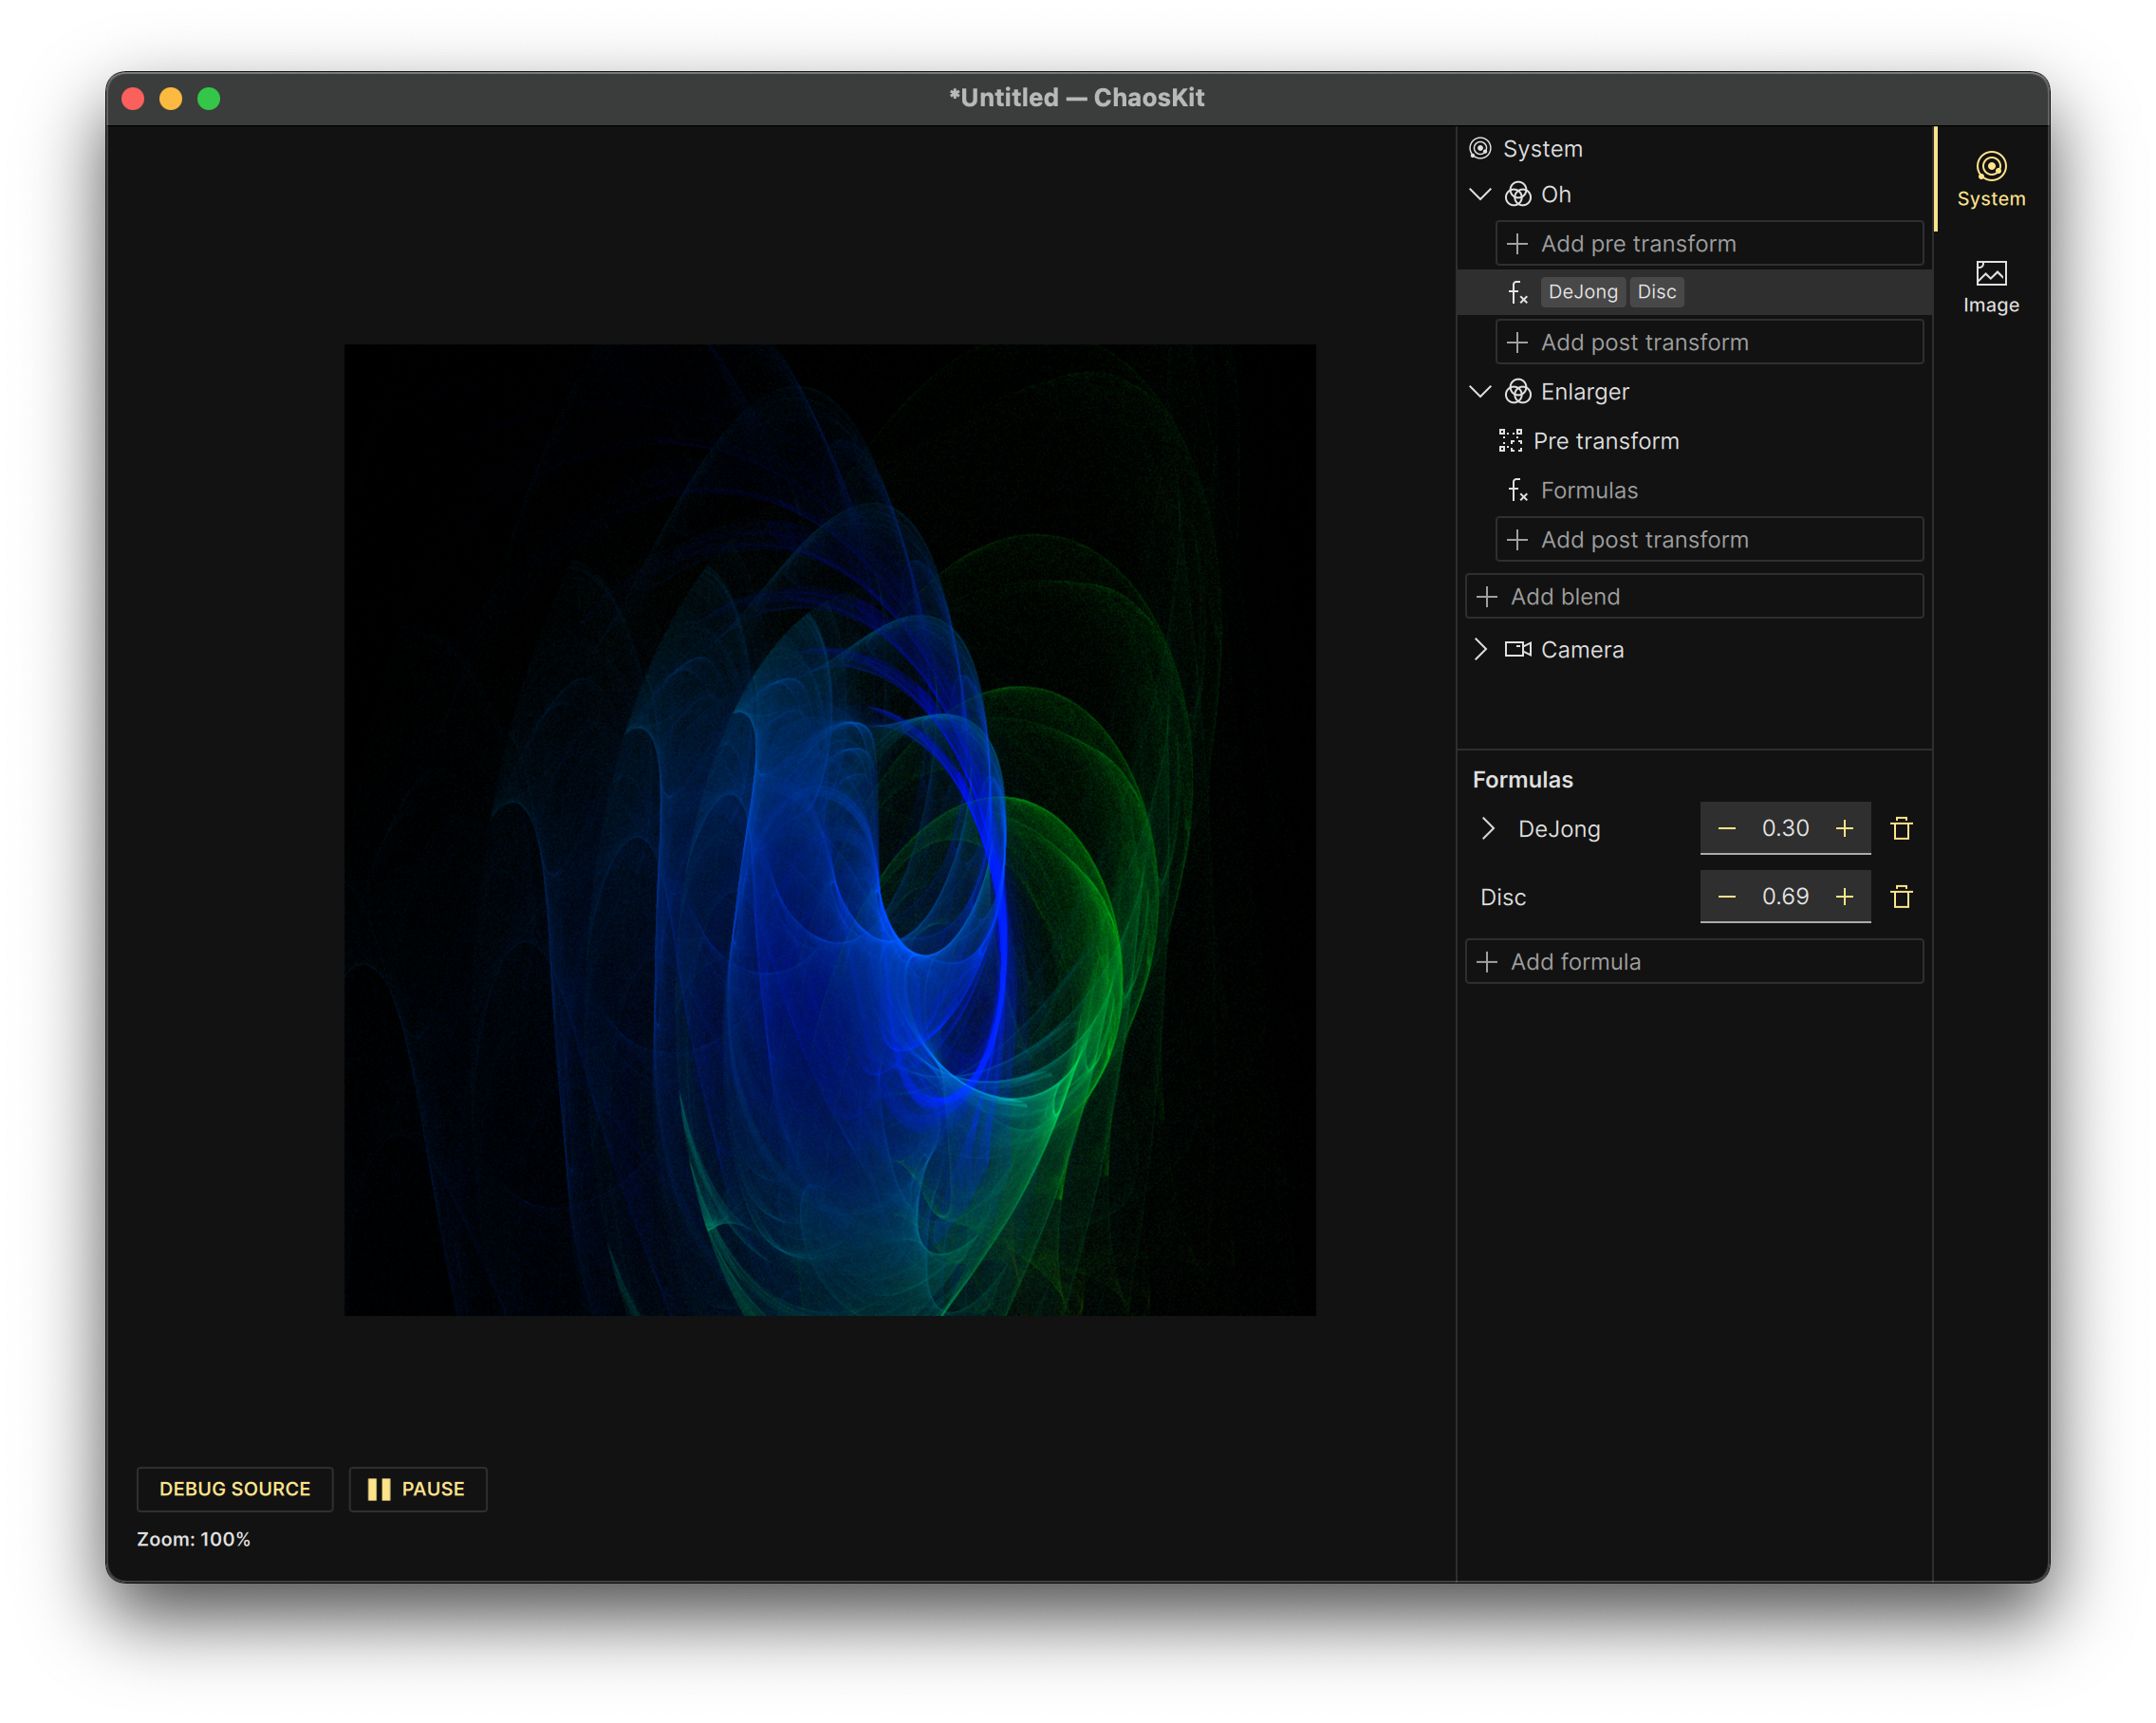 *Untitled — ChaosKit
System
Oh
Add pre transform
fx DeJong Disc
Add post transform
Enlarger
Pre transform
fx Formulas
Add post transform
Add blend
Camera
Formulas
DeJong 0.30
Disc 0.69
Add formula
System
Image
DEBUG SOURCE PAUSE
Zoom: 100%